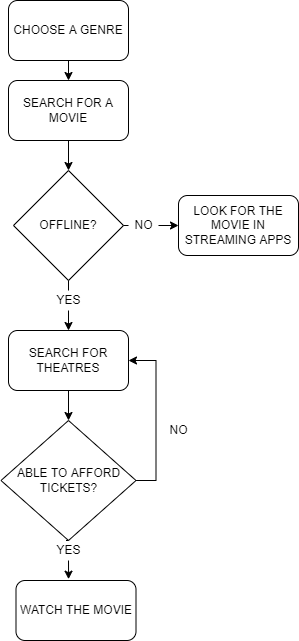 CHOOSE A GENRE
SEARCH FOR A
MOVIE
OFFLINE?
NO
LOOK FOR THE
MOVIE IN
STREAMING APPS
YES
SEARCH FOR
THEATRES
NO
ABLE TO AFFORD
TICKETS?
YES
WATCH THE MOVIE